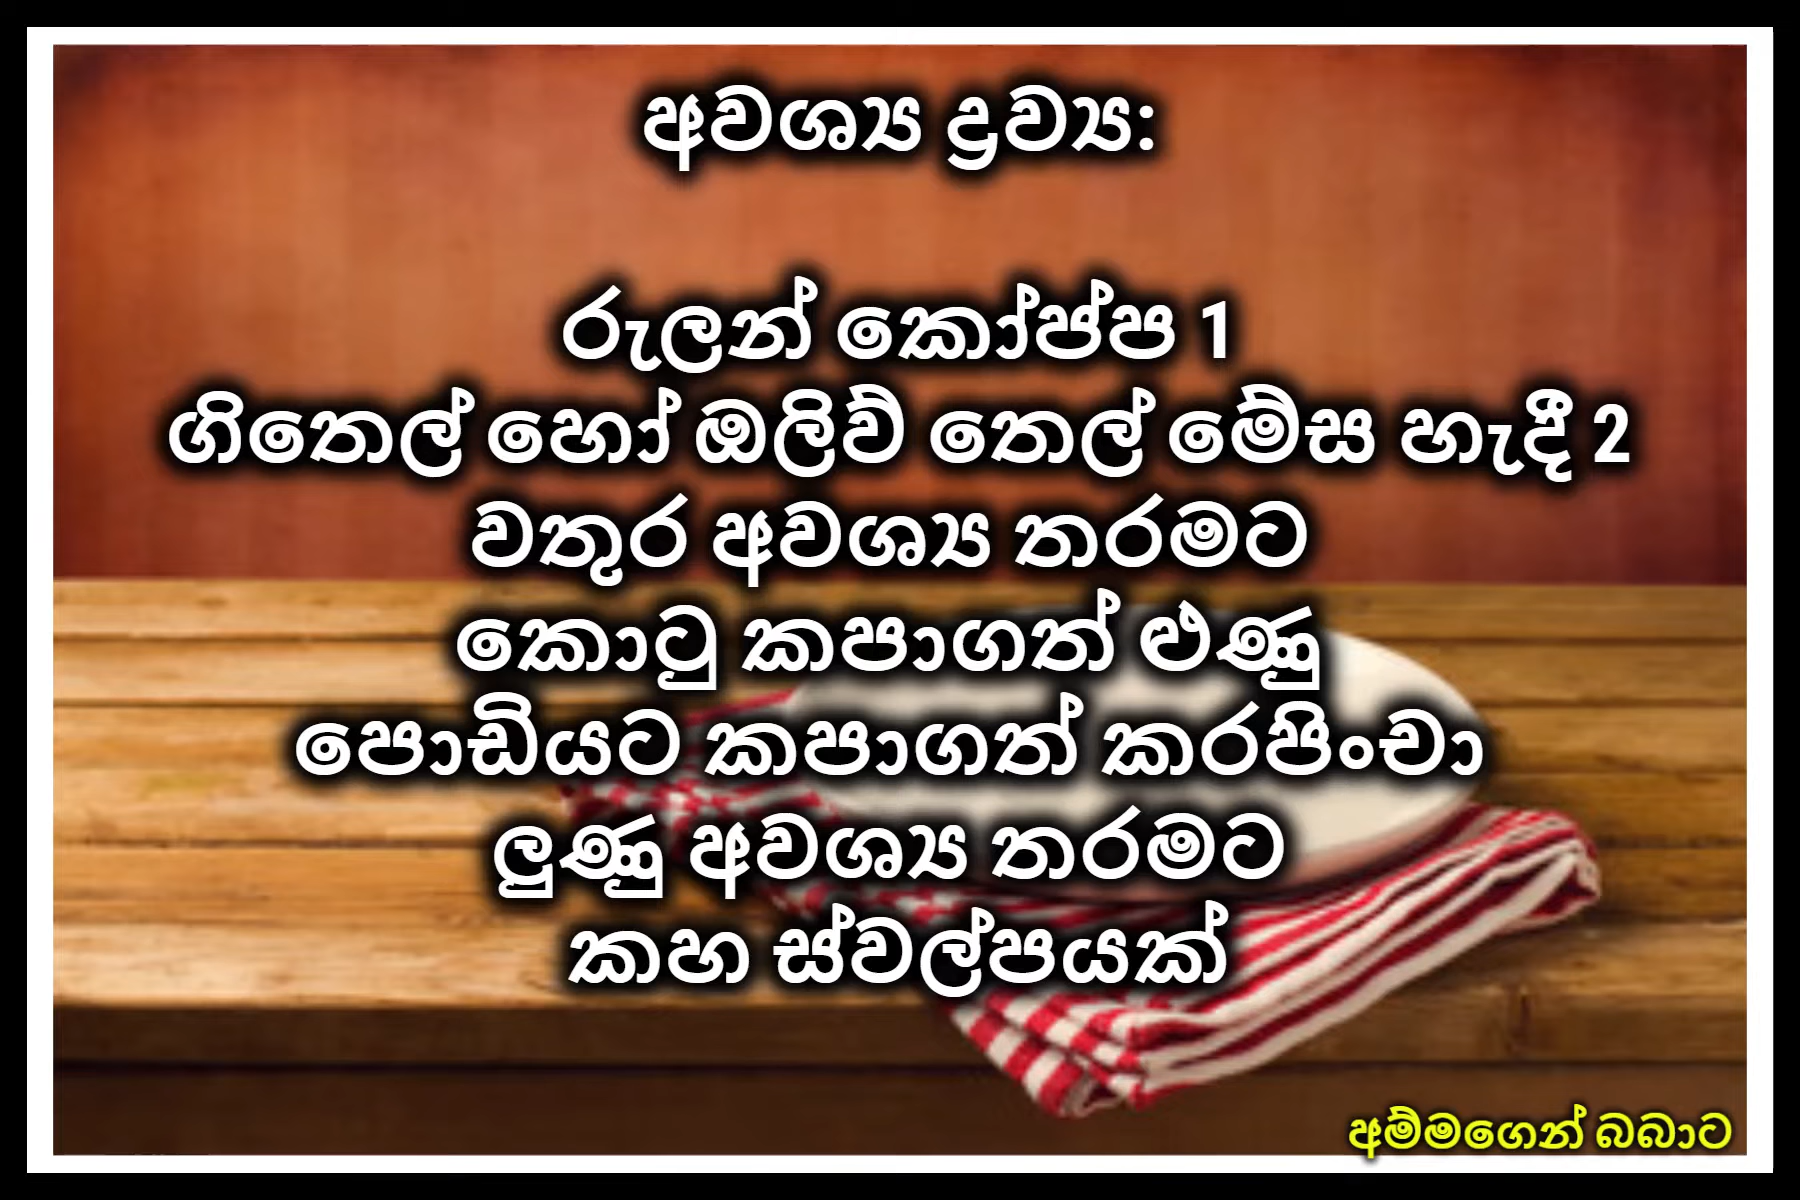 අවශ්‍ය ද්‍රව්‍ය:
රුලන් කෝප්ප 1
ගිතෙල් හෝ ඔලිව් තෙල් මේස හැදී 2
වතුර අවශ්‍ය තරමට
කොටු කපාගත් ළුණු
පොඩියට කපාගත් කරපිංචා
ලුණු අවශ්‍ය තරමට
කහ ස්වල්පයක්
අම්මගෙන් බබාට